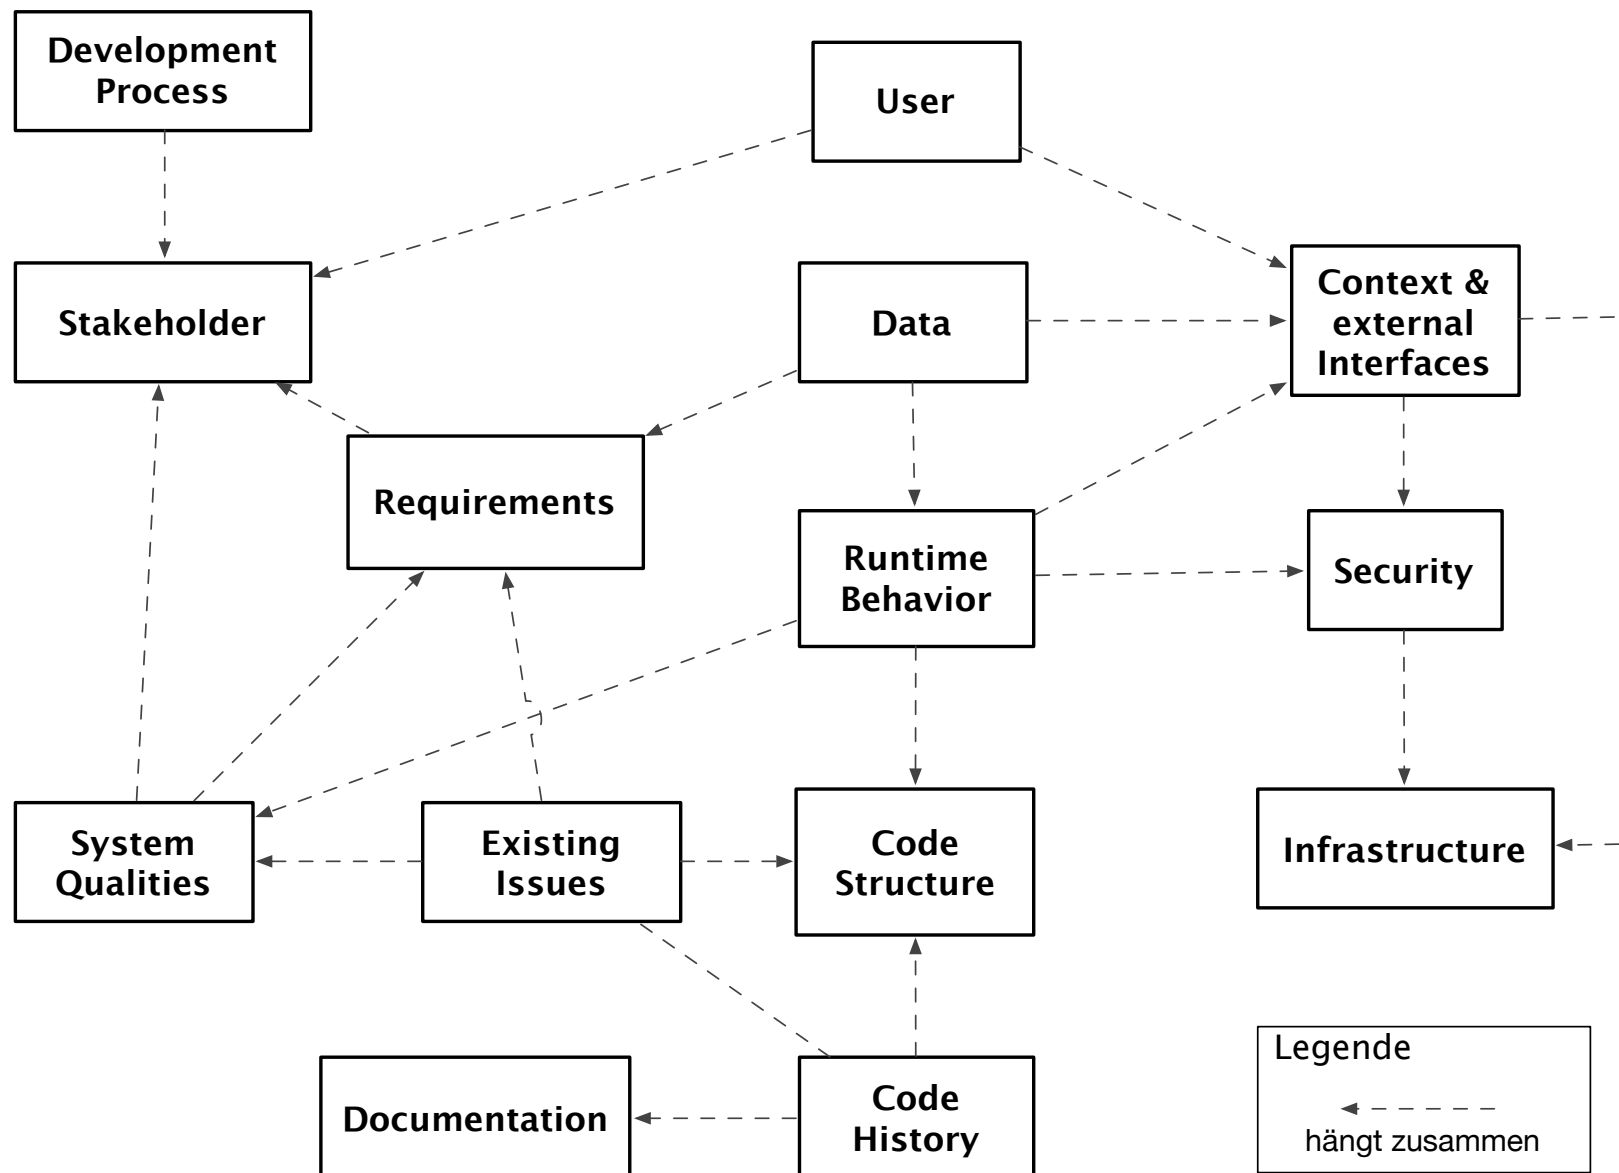 Development
Process
User
Stakeholder
Data
Context &
external
Interfaces
Requirements
Runtime
Behavior
Security
System
Qualities
Existing
Issues
Code
Structure
Infrastructure
Documentation
Code
History
Legende
hängt zusammen